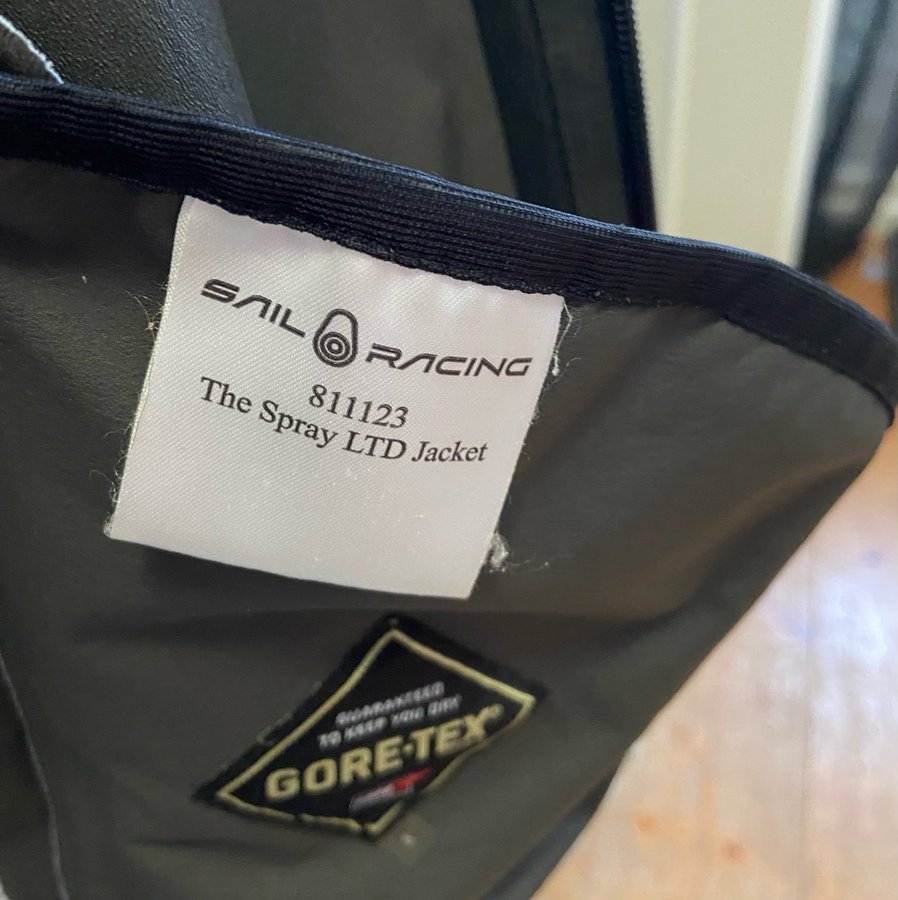 SAIL RACING
811123
The Spray LTD Jacket
GUARANTEED
TO KEEP YOU DRY
GORE-TEX®